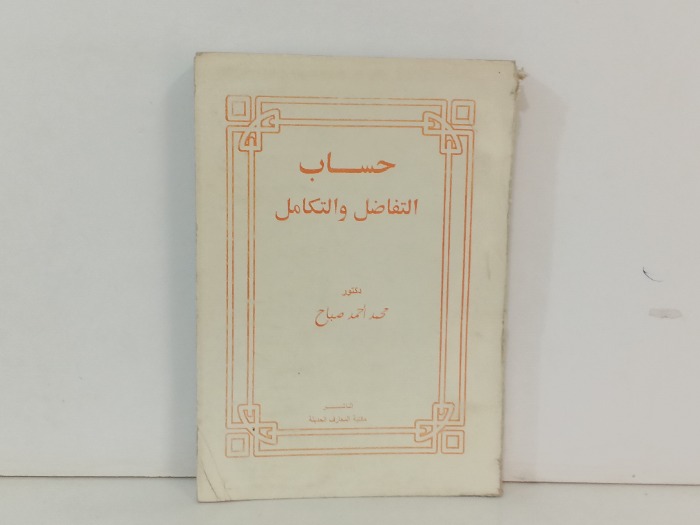 حساب
التفاضل والتكامل
دكتور
محمد أحمد صباح
الناشر
مكتبة المعارف الحديثة